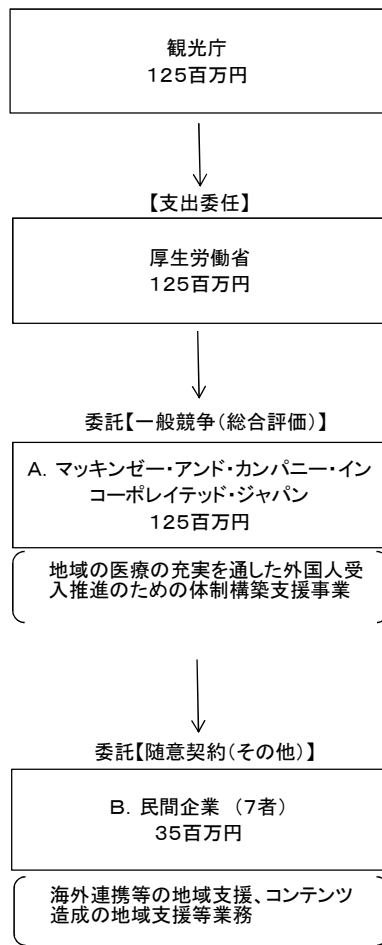 観光庁
125百万円
【支出委任】
厚生労働省
125百万円
委託【一般競争(総合評価)】
A. マッキンゼー・アンド・カンパニー・イン
コーポレイテッド・ジャパン
125百万円
地域の医療の充実を通した外国人受
入推進のための体制構築支援事業
委託【随意契約(その他)】
B. 民間企業 (7者)
35百万円
海外連携等の地域支援、コンテンツ
造成の地域支援等業務